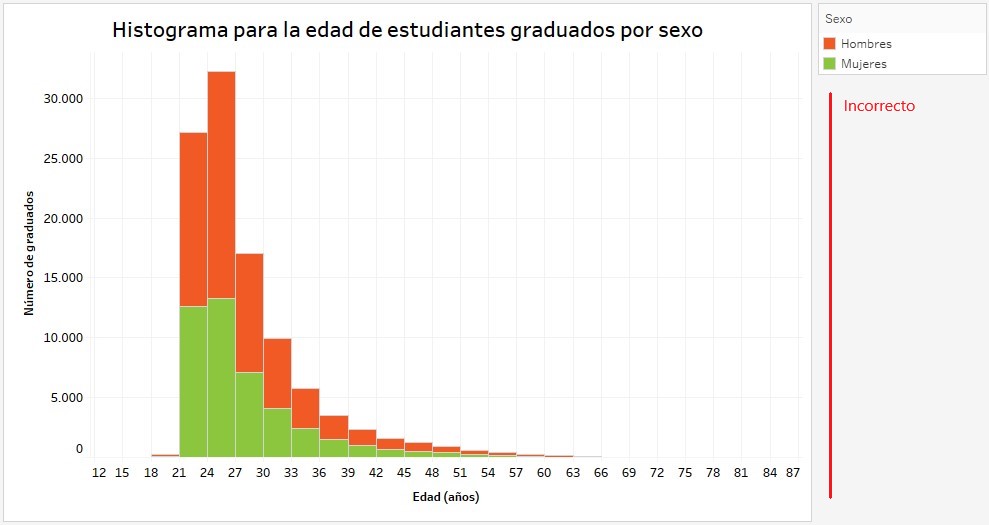 Histograma para la edad de estudiantes graduados por sexo
Sexo
Hombres
Mujeres
Incorrecto
Número de graduados
30.000
25.000
20.000
15.000
10.000
5.000
0
12 15 18 21 24 27 30 33 36 39 42 45 48 51 54 57 60 63 66 69 72 75 78 81 84 87
Edad (años)